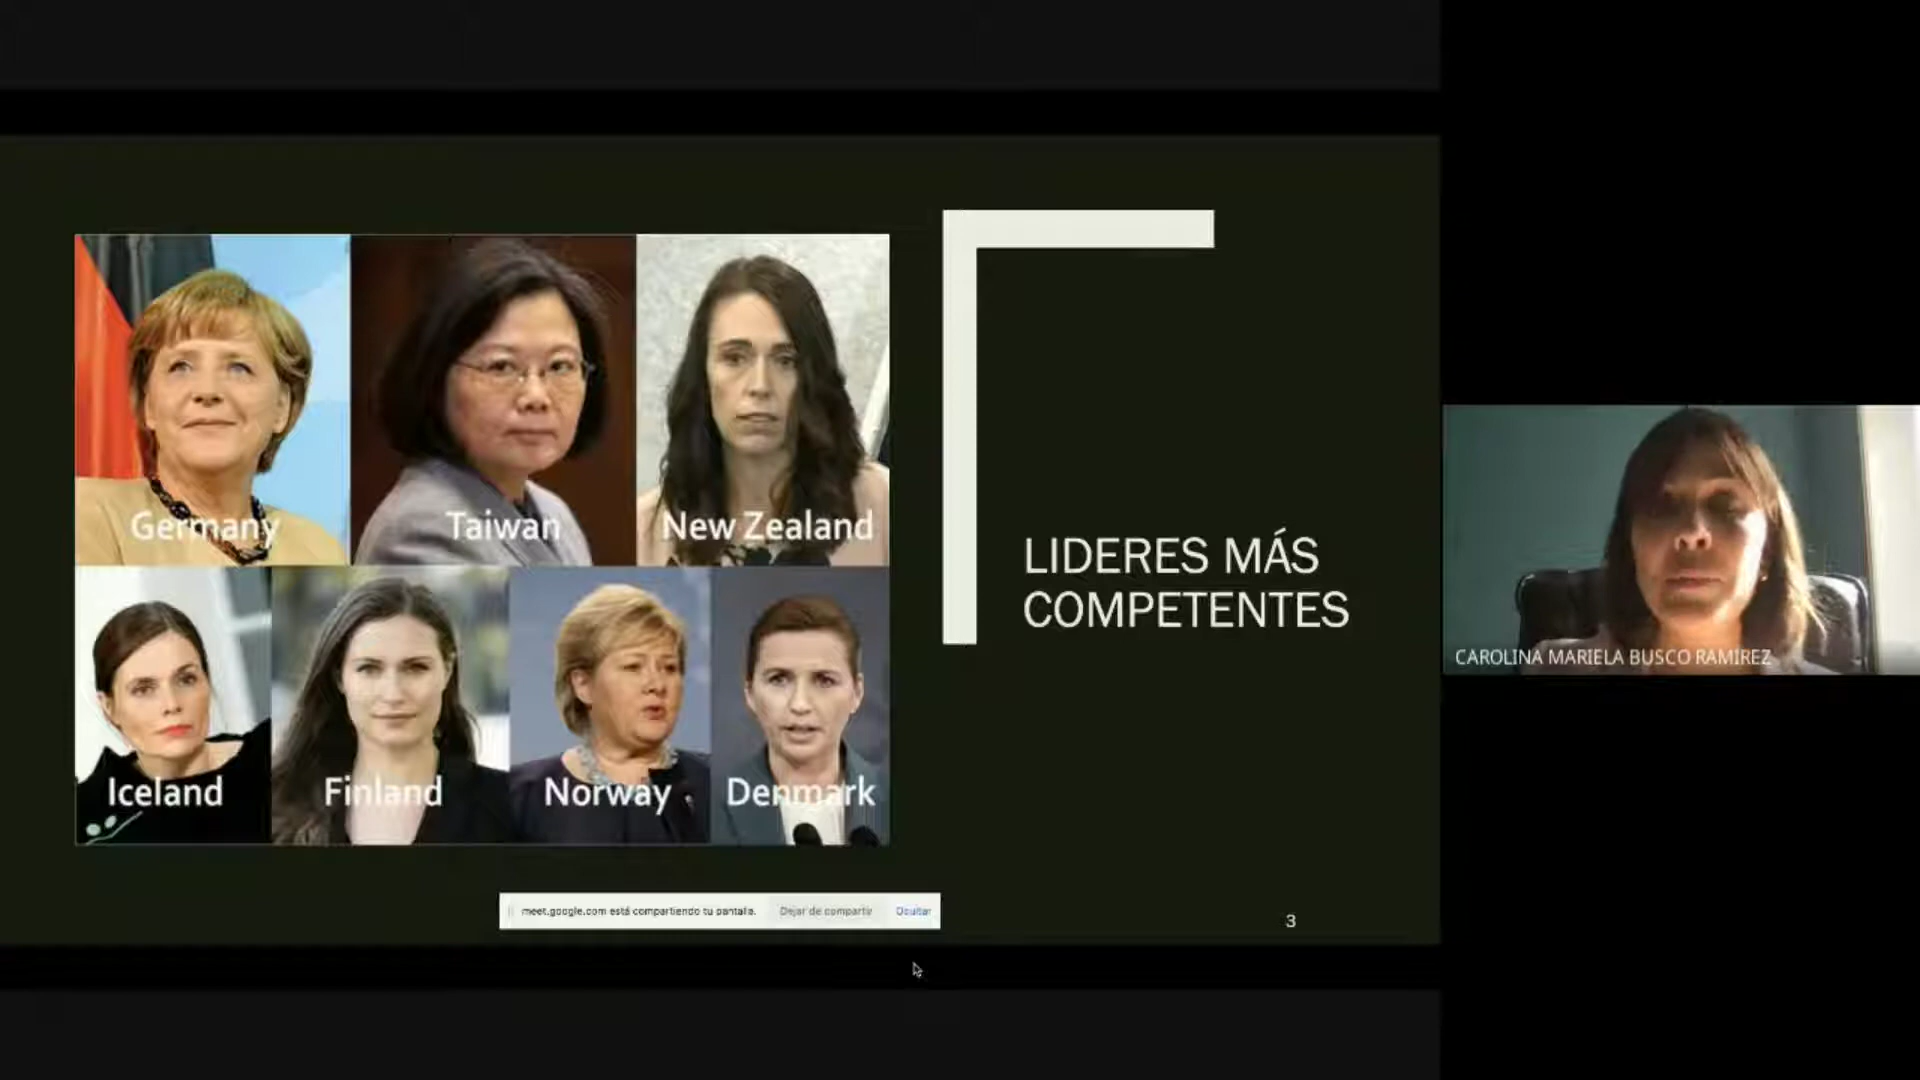 Germany
Taiwan
New Zealand
Iceland
Finland
Norway
Denmark
LIDERES MÁS
COMPETENTES
CAROLINA MARIELA BUSCO RAMIREZ
meet.google.com está compartiendo tu pantalla.
Dejar de compartir
Ocultar
3